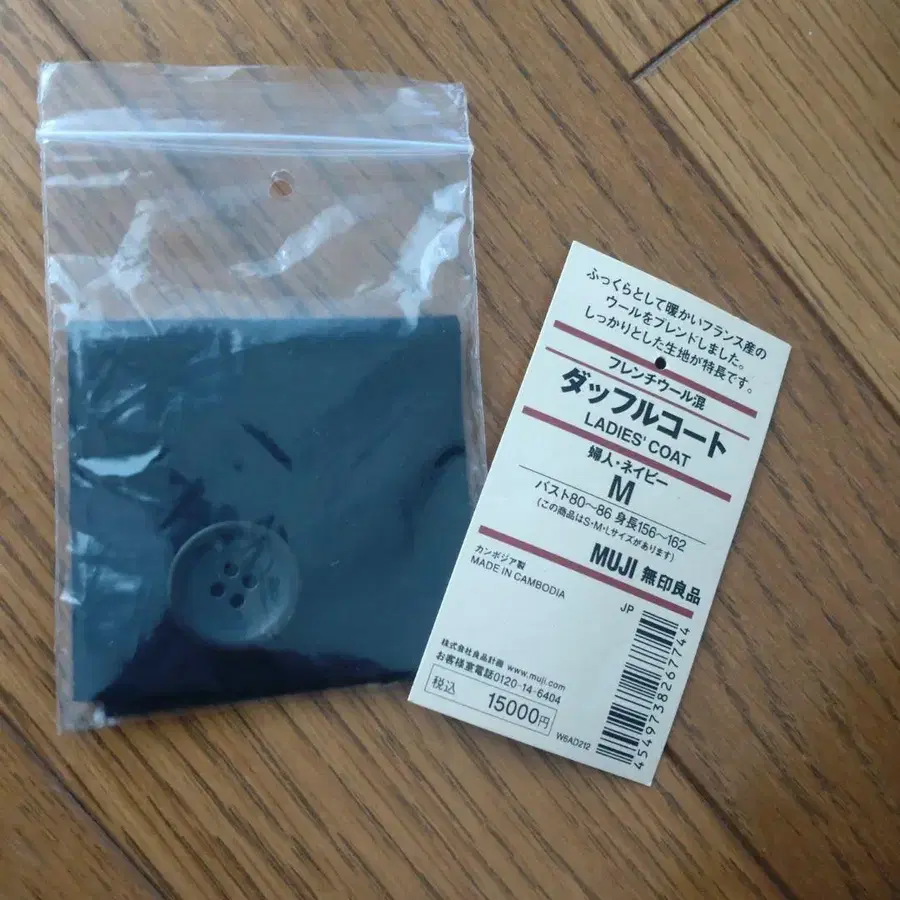 ふっくらとして暖かいフランス産の
ウールをブレンドしました。
しっかりとした生地が特長です。
フレンチウール混
ダッフルコート
LADIES' COAT
婦人・ネイビー
M
バスト80〜86 身長156〜162
(この商品はS・M・Lサイズがあります)
MUJI 無印良品
カンボジア製
MADE IN CAMBODIA
JP
株式会社良品計画 www.muji.com
お客様室電話0120-14-6404
税込 15000円
W6AD212
4549738267744